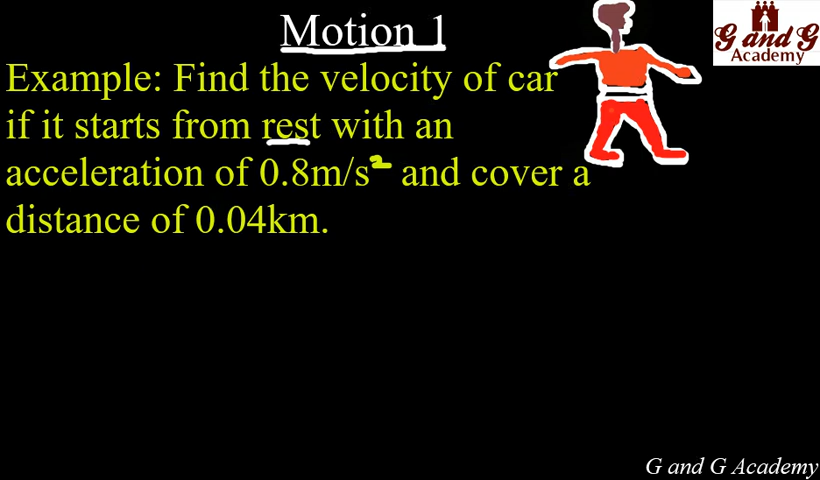 Motion 1
G and G
Academy
Example: Find the velocity of car
if it starts from rest with an
acceleration of 0.8m/s² and cover a
distance of 0.04km.
G and G Academy